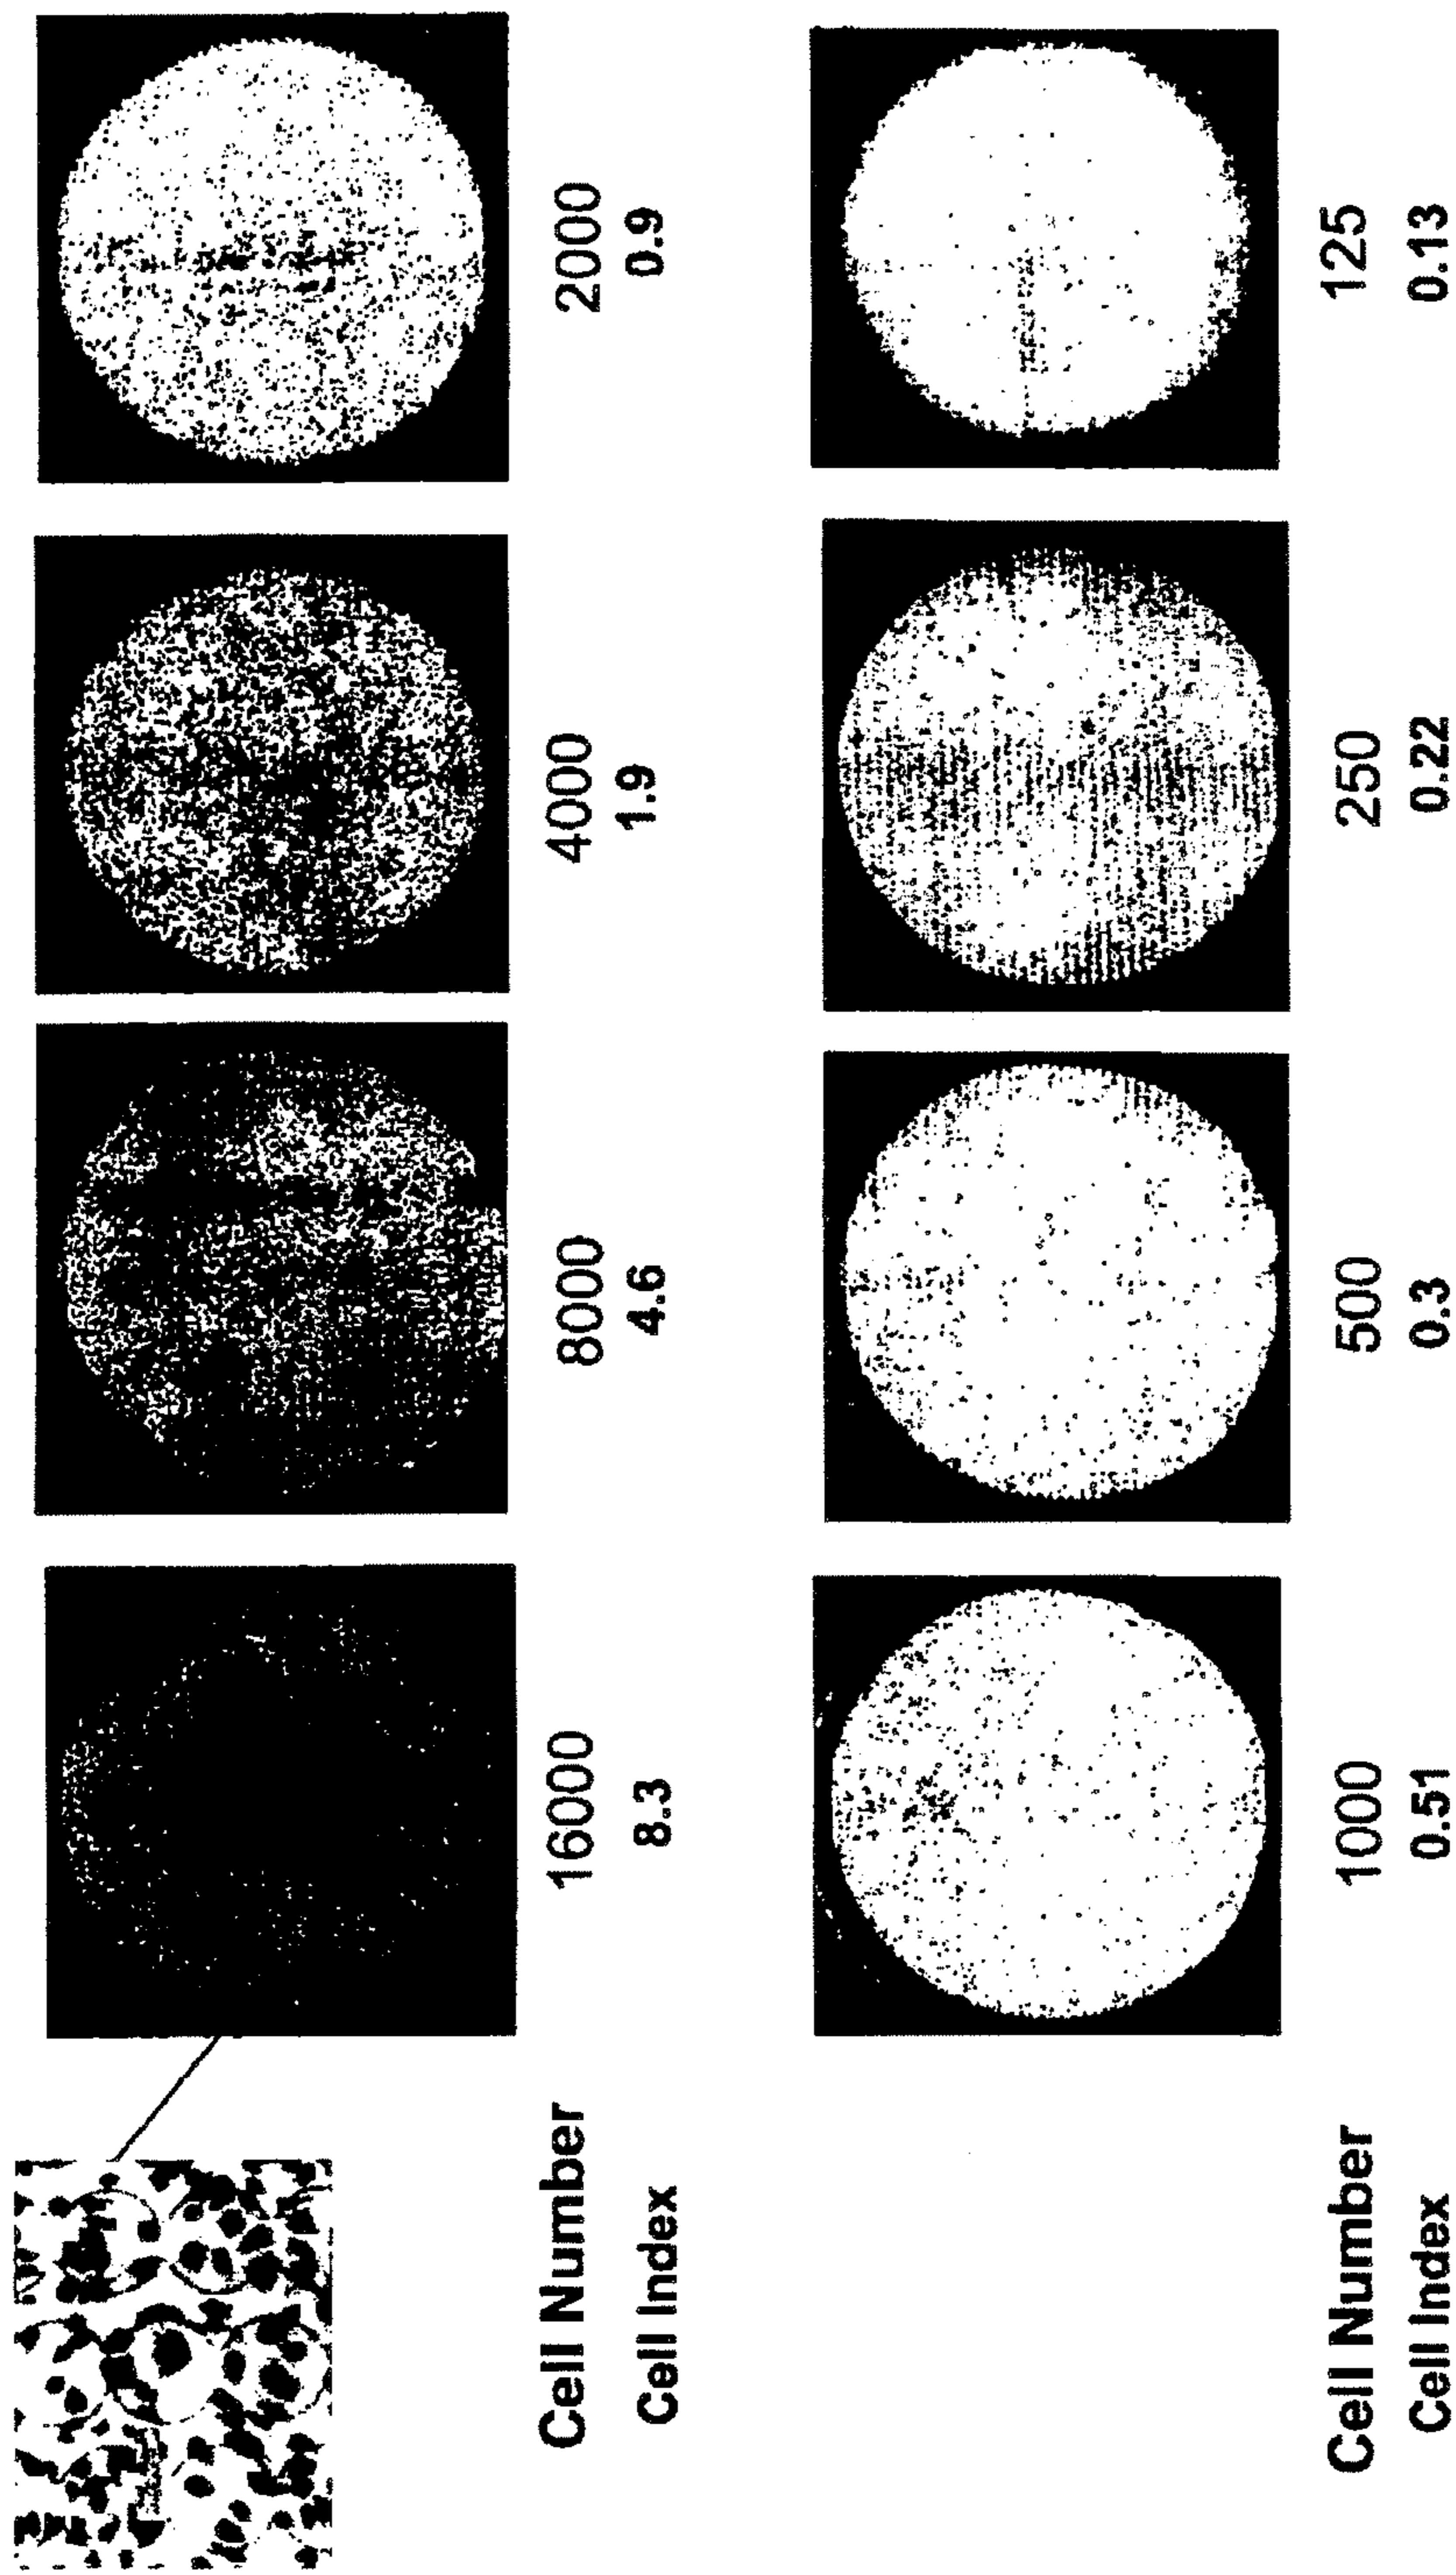 Cell Number 16000 8000 4000 2000
Cell Index 8.3 4.6 1.9 0.9
Cell Number 1000 500 250 125
Cell Index 0.51 0.3 0.22 0.13